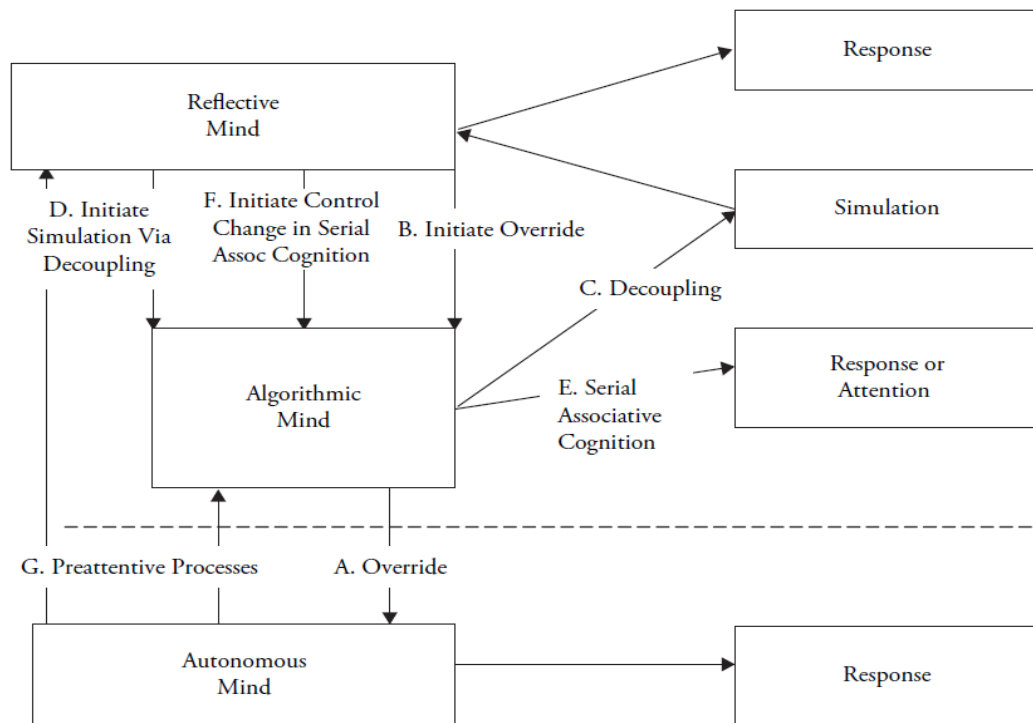 Response
Reflective
Mind
D. Initiate
Simulation Via
Decoupling
F. Initiate Control
Change in Serial
Assoc Cognition
B. Initiate Override
Simulation
C. Decoupling
Algorithmic
Mind
E. Serial
Associative
Cognition
Response or
Attention
G. Preattentive Processes
A. Override
Autonomous
Mind
Response